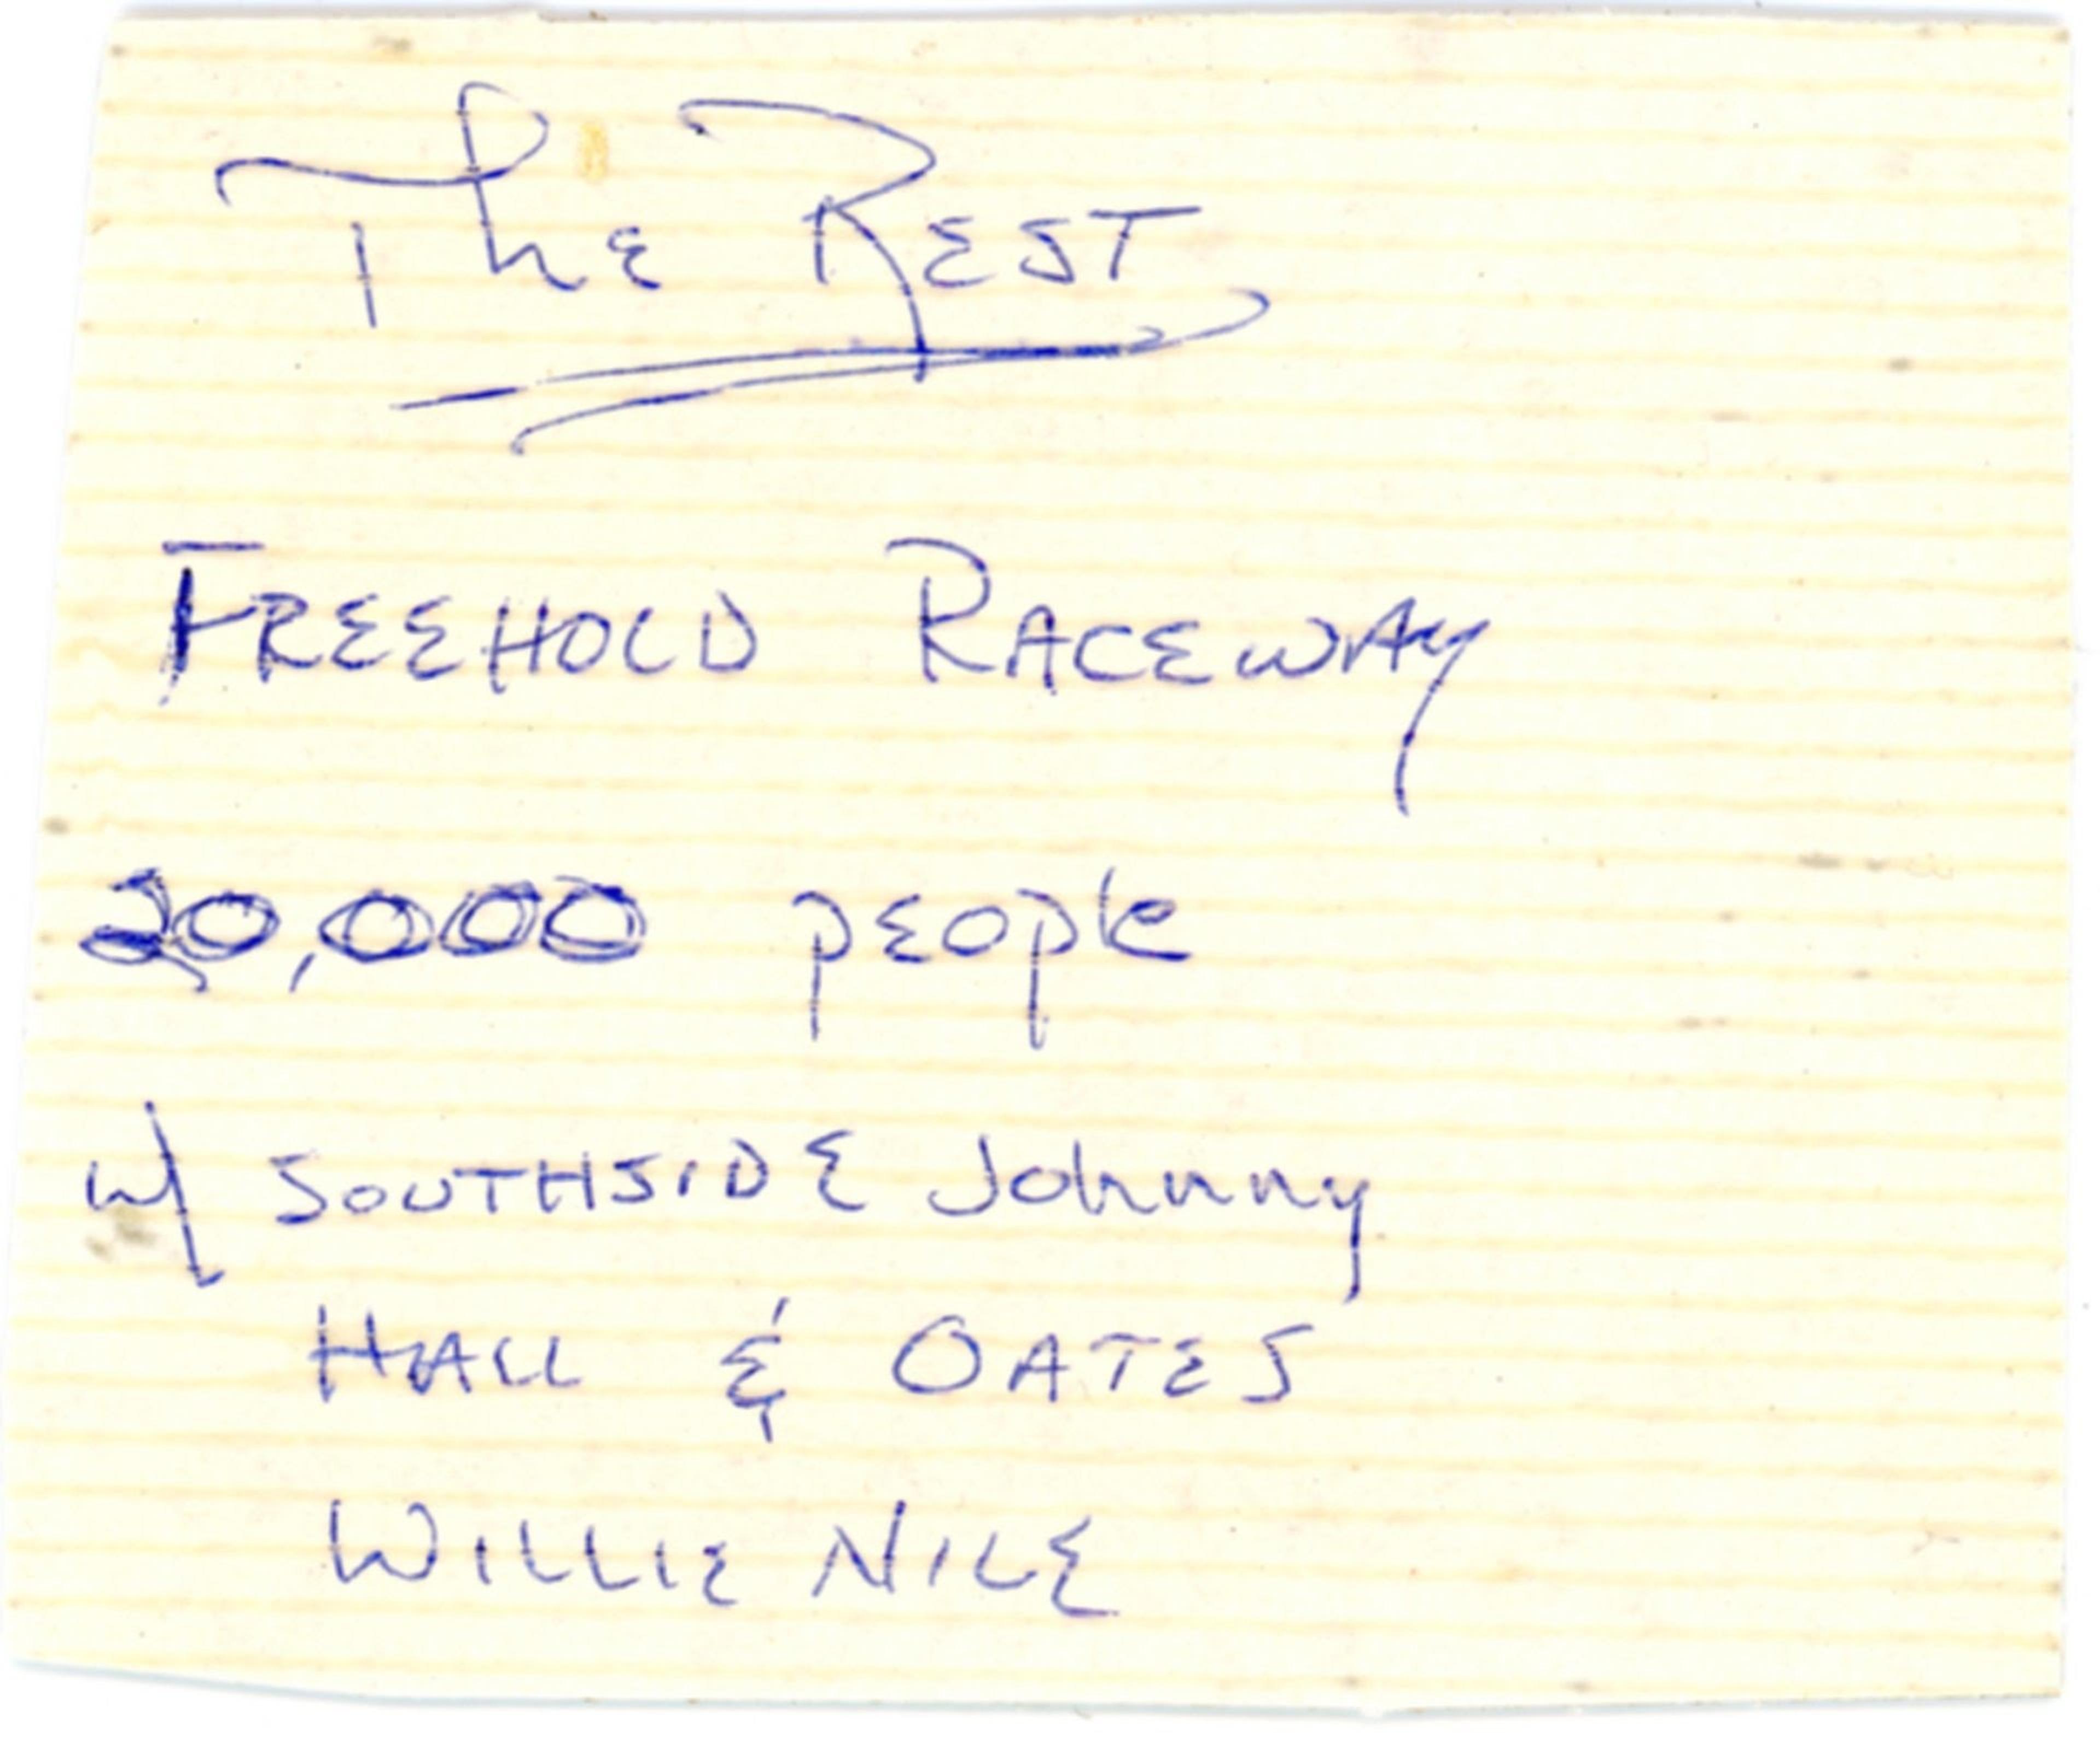 The REST
FREEHOLD RACEWAY
20,000 people
w/ SOUTHSIDE Johnny
HALL & OATES
WILLIE NILE